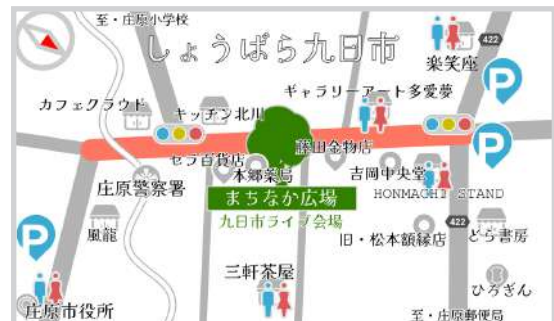 至・庄原小学校
しょうばら九日市
422
楽笑座
P
ギャラリーアート多愛夢
カフェクラウド
キッチン北川
P
セラ百貨店
藤田金物店
本郷薬局
吉岡中央堂
庄原警察署
まちなか広場
HONMACHI STAND
九日市ライブ会場
422
風龍
旧・松本額縁店
とら書房
P
三軒茶屋
ひろぎん
庄原市役所
至・庄原郵便局